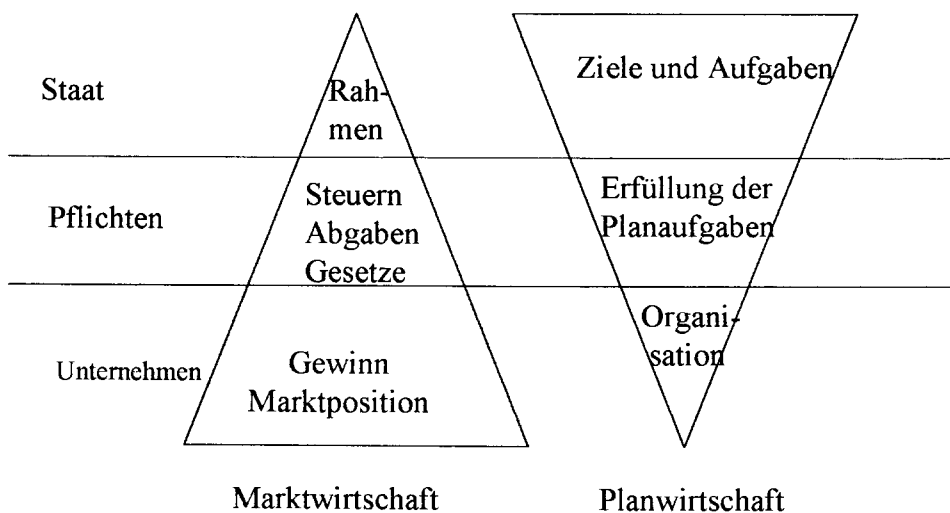 Staat
Rah-
men
Ziele und Aufgaben
Pflichten
Steuern
Abgaben
Gesetze
Erfüllung der
Planaufgaben
Unternehmen
Gewinn
Marktposition
Organi-
sation
Marktwirtschaft
Planwirtschaft